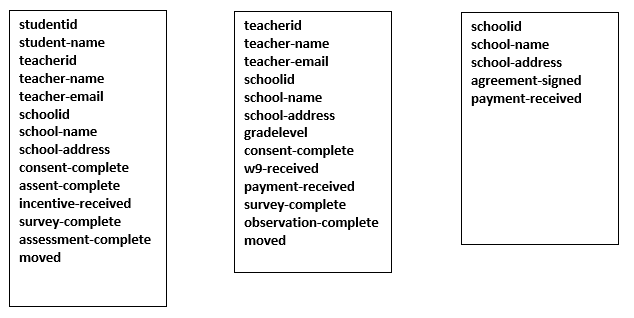 studentid
student-name
teacherid
teacher-name
teacher-email
schoolid
school-name
school-address
consent-complete
assent-complete
incentive-received
survey-complete
assessment-complete
moved
teacherid
teacher-name
teacher-email
schoolid
school-name
school-address
gradelevel
consent-complete
w9-received
payment-received
survey-complete
observation-complete
moved
schoolid
school-name
school-address
agreement-signed
payment-received